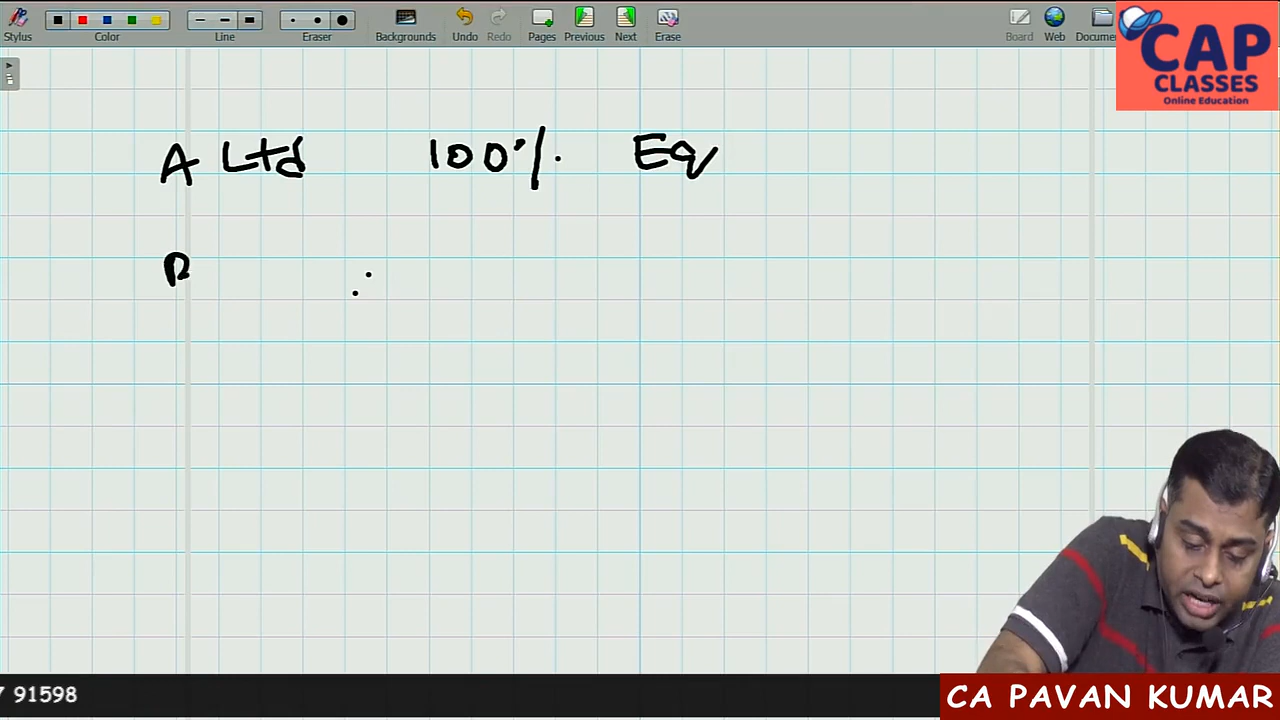 Stylus Color Line Eraser Backgrounds Undo Redo Pages Previous Next Erase Board Web
CAP
CLASSES
Online Education
A Ltd 100% Eq
B
91598
CA PAVAN KUMAR